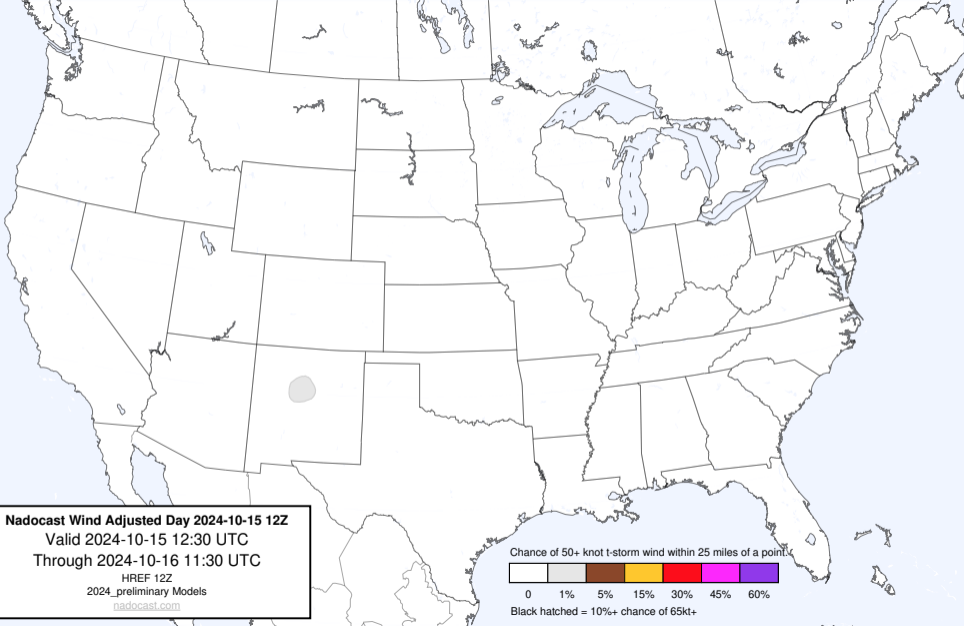 Nadocast Wind Adjusted Day 2024-10-15 12Z
Valid 2024-10-15 12:30 UTC
Through 2024-10-16 11:30 UTC
HREF 12Z
2024_preliminary Models
nadocast.com
Chance of 50+ knot t-storm wind within 25 miles of a point.
0 1% 5% 15% 30% 45% 60%
Black hatched = 10%+ chance of 65kt+